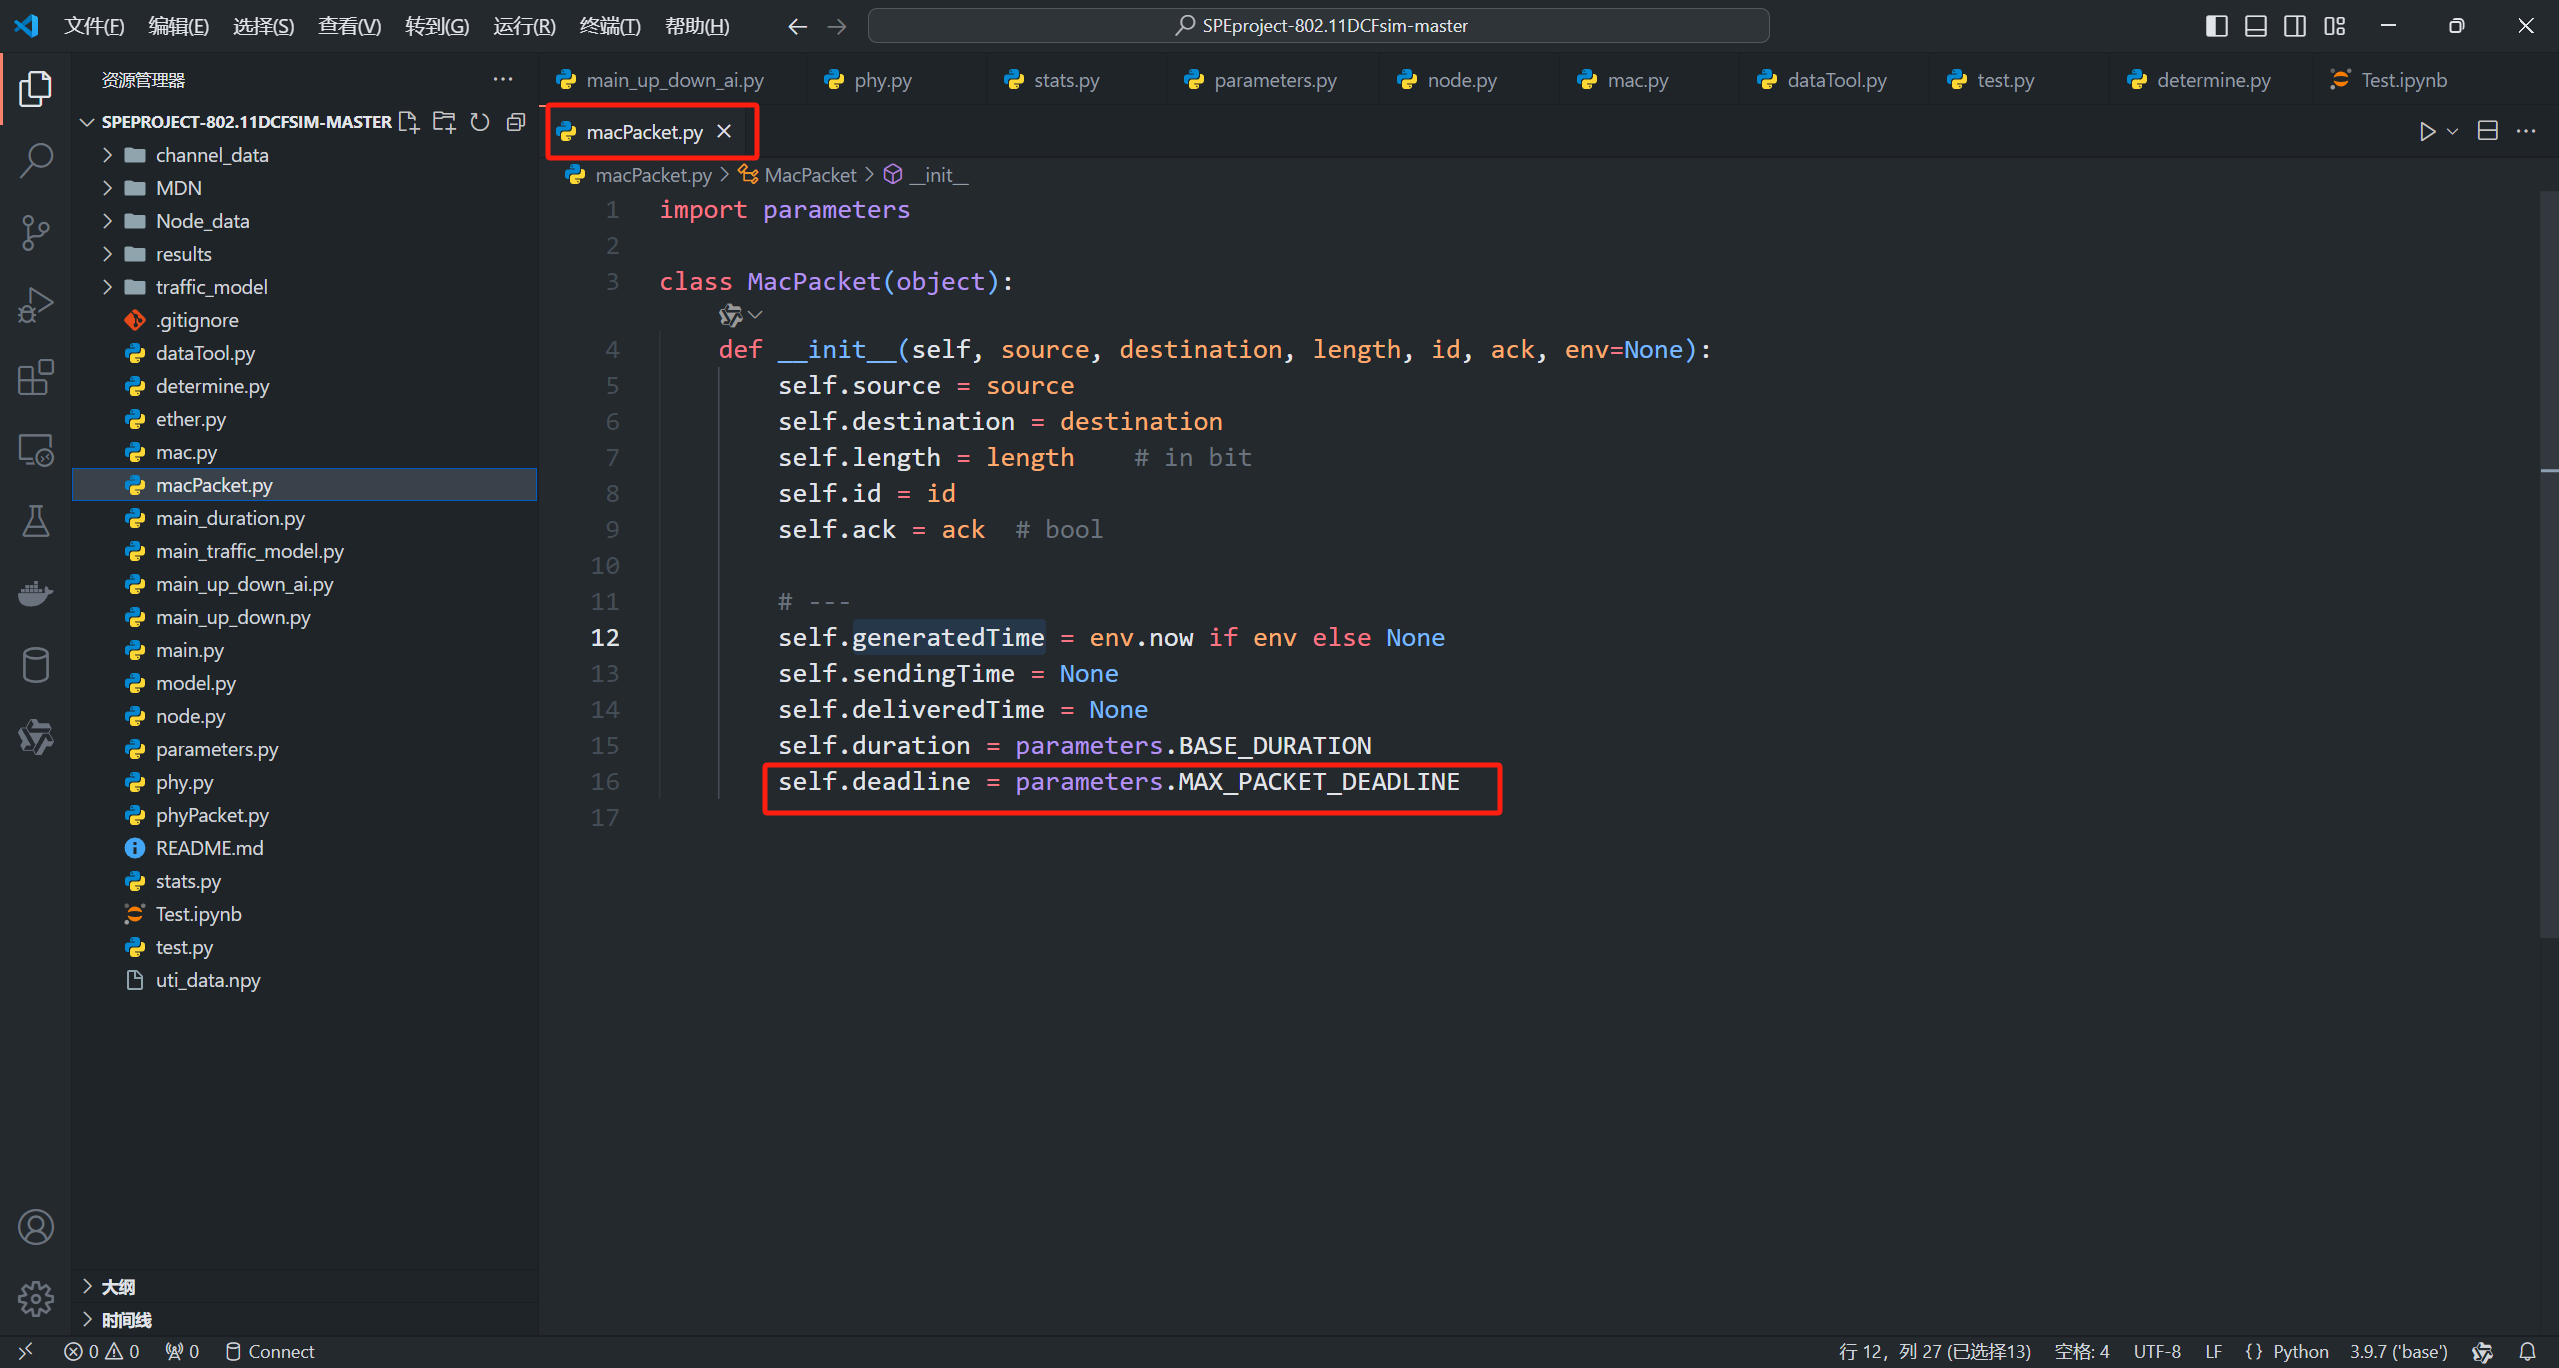 文件(F) 编辑(E) 选择(S) 查看(V) 转到(G) 运行(R) 终端(T) 帮助(H) SPEproject-802.11DCFsim-master
资源管理器
main_up_down_ai.py phy.py stats.py parameters.py node.py mac.py dataTool.py test.py determine.py Test.ipynb
macPacket.py
macPacket.py > MacPacket > __init__
SPEPROJECT-802.11DCFSIM-MASTER
channel_data
MDN
Node_data
results
traffic_model
.gitignore
dataTool.py
determine.py
ether.py
mac.py
macPacket.py
main_duration.py
main_traffic_model.py
main_up_down_ai.py
main_up_down.py
main.py
model.py
node.py
parameters.py
phy.py
phyPacket.py
README.md
stats.py
Test.ipynb
test.py
uti_data.npy
大纲
时间线
1 import parameters
2
3 class MacPacket(object):
4 def __init__(self, source, destination, length, id, ack, env=None):
5 self.source = source
6 self.destination = destination
7 self.length = length # in bit
8 self.id = id
9 self.ack = ack # bool
10
11 # ---
12 self.generatedTime = env.now if env else None
13 self.sendingTime = None
14 self.deliveredTime = None
15 self.duration = parameters.BASE_DURATION
16 self.deadline = parameters.MAX_PACKET_DEADLINE
17
0 0 0 Connect 行 12，列 27 (已选择13) 空格: 4 UTF-8 LF {} Python 3.9.7 ('base')